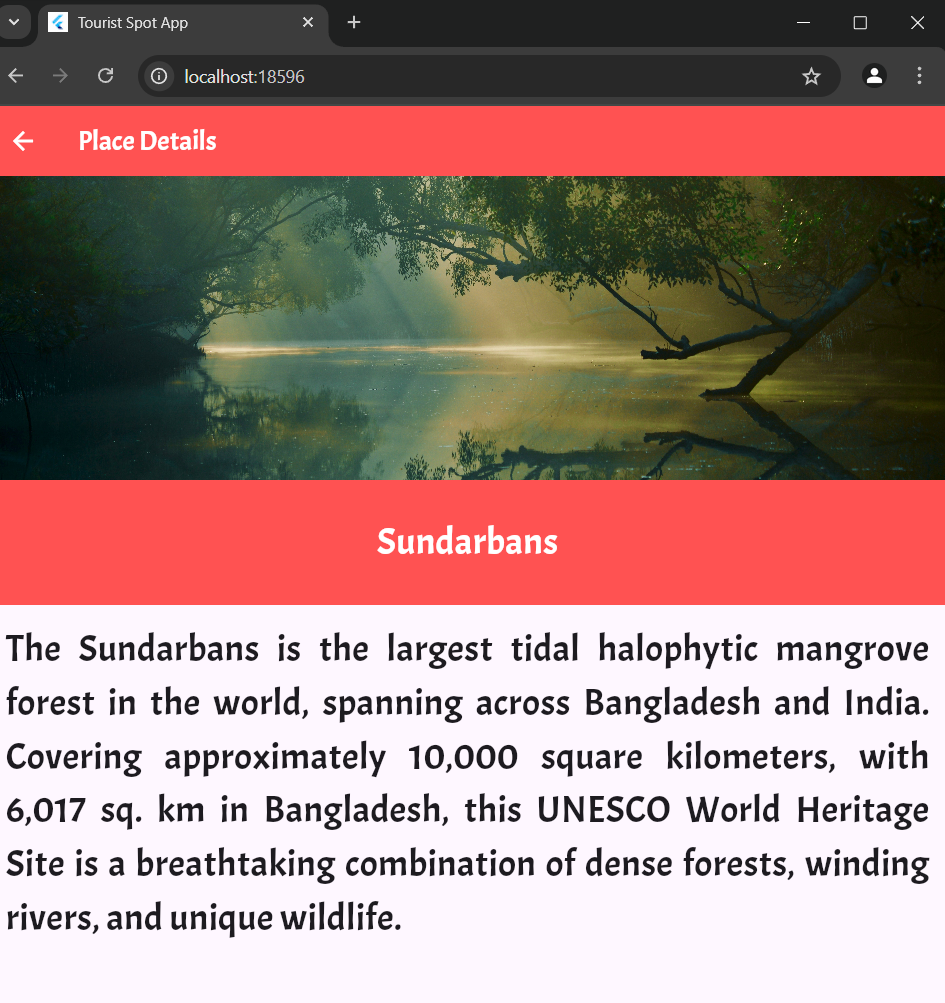 Tourist Spot App
localhost:18596
Place Details
Sundarbans
The Sundarbans is the largest tidal halophytic mangrove
forest in the world, spanning across Bangladesh and India.
Covering approximately 10,000 square kilometers, with
6,017 sq. km in Bangladesh, this UNESCO World Heritage
Site is a breathtaking combination of dense forests, winding
rivers, and unique wildlife.